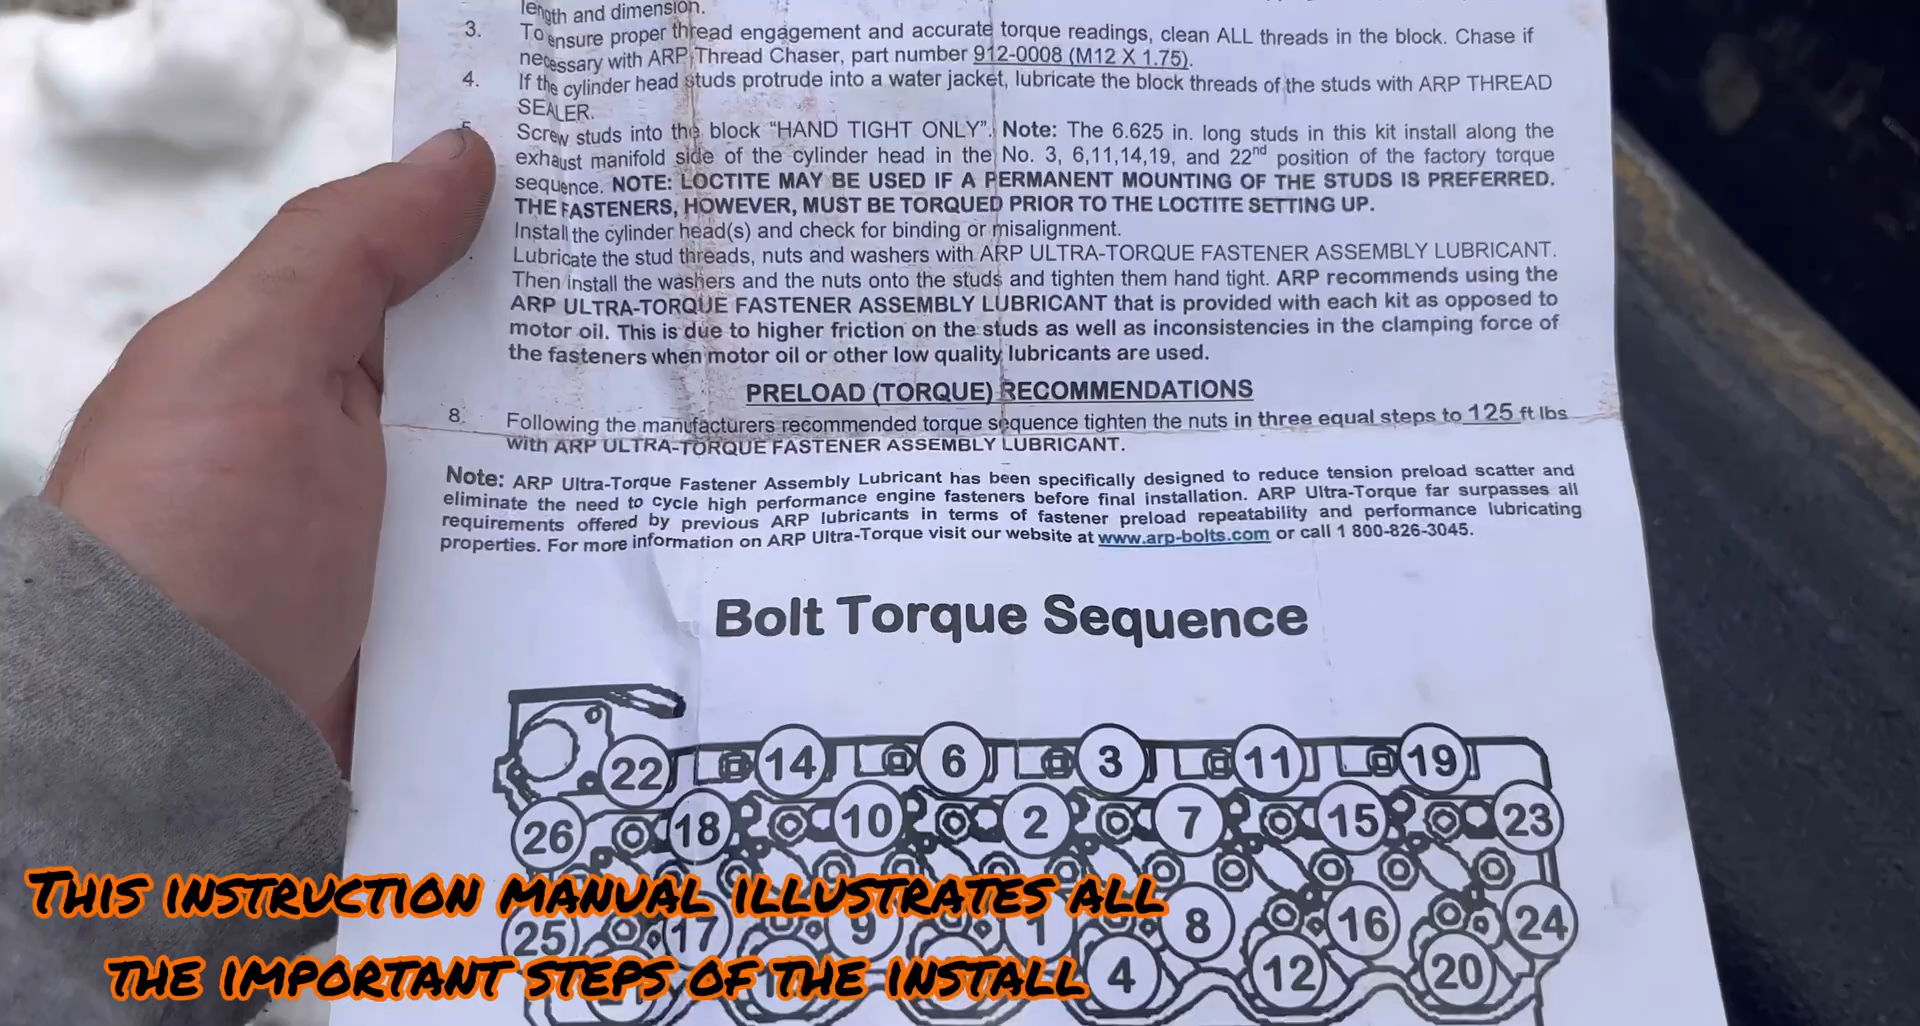 length and dimension.
3. To ensure proper thread engagement and accurate torque readings, clean ALL threads in the block. Chase if
necessary with ARP Thread Chaser, part number 912-0008 (M12 X 1.75).
4. If the cylinder head studs protrude into a water jacket, lubricate the block threads of the studs with ARP THREAD
SEALER.
Screw studs into the block “HAND TIGHT ONLY”. Note: The 6.625 in. long studs in this kit install along the
exhaust manifold side of the cylinder head in the No. 3, 6,11,14,19, and 22nd position of the factory torque
sequence. NOTE: LOCTITE MAY BE USED IF A PERMANENT MOUNTING OF THE STUDS IS PREFERRED.
THE FASTENERS, HOWEVER, MUST BE TORQUED PRIOR TO THE LOCTITE SETTING UP.
Install the cylinder head(s) and check for binding or misalignment.
Lubricate the stud threads, nuts and washers with ARP ULTRA-TORQUE FASTENER ASSEMBLY LUBRICANT.
Then install the washers and the nuts onto the studs and tighten them hand tight. ARP recommends using the
ARP ULTRA-TORQUE FASTENER ASSEMBLY LUBRICANT that is provided with each kit as opposed to
motor oil. This is due to higher friction on the studs as well as inconsistencies in the clamping force of
the fasteners when motor oil or other low quality lubricants are used.
PRELOAD (TORQUE) RECOMMENDATIONS
8. Following the manufacturers recommended torque sequence tighten the nuts in three equal steps to 125 ft lbs
with ARP ULTRA-TORQUE FASTENER ASSEMBLY LUBRICANT.
Note: ARP Ultra-Torque Fastener Assembly Lubricant has been specifically designed to reduce tension preload scatter and
eliminate the need to cycle high performance engine fasteners before final installation. ARP Ultra-Torque far surpasses all
requirements offered by previous ARP lubricants in terms of fastener preload repeatability and performance lubricating
properties. For more information on ARP Ultra-Torque visit our website at www.arp-bolts.com or call 1 800-826-3045.
Bolt Torque Sequence
22 14 6 3 11 19
26 18 10 2 7 15 23
25 17 9 1 8 16 24
4 12 20
THIS INSTRUCTION MANUAL ILLUSTRATES ALL
THE IMPORTANT STEPS OF THE INSTALL